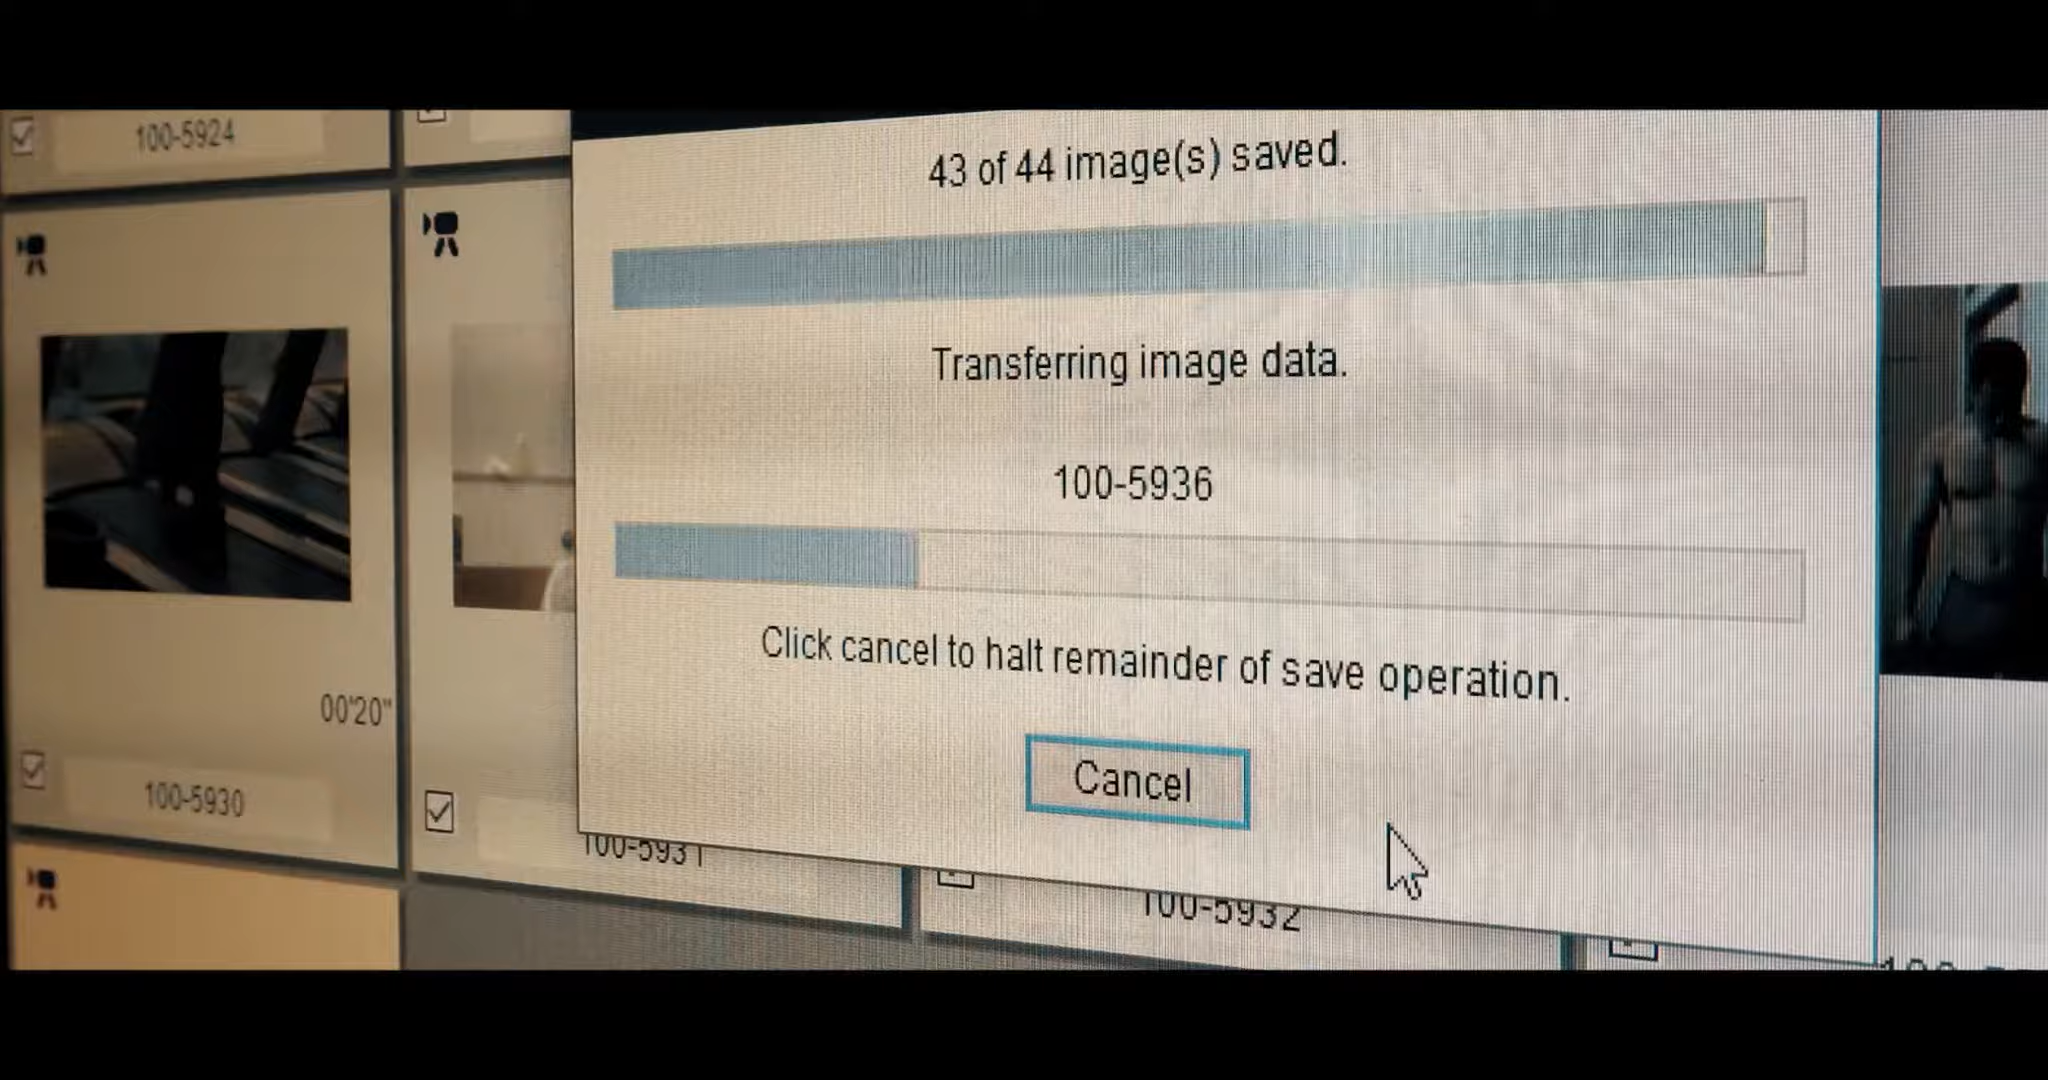 100-5924
43 of 44 image(s) saved.
Transferring image data.
100-5936
Click cancel to halt remainder of save operation.
Cancel
00'20"
100-5930
100-5931
100-5932